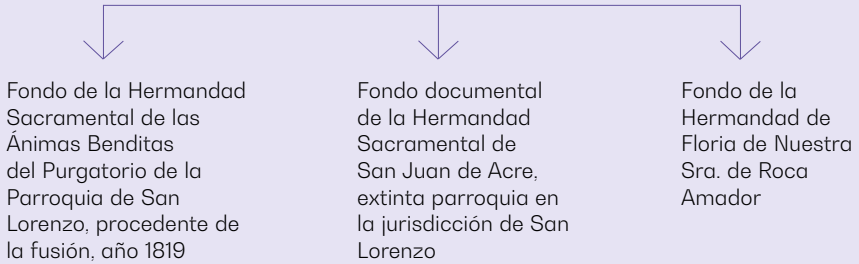 Fondo de la Hermandad
Sacramental de las
Ánimas Benditas
del Purgatorio de la
Parroquia de San
Lorenzo, procedente de
la fusión, año 1819
Fondo documental
de la Hermandad
Sacramental de
San Juan de Acre,
extinta parroquia en
la jurisdicción de San
Lorenzo
Fondo de la
Hermandad de
Floria de Nuestra
Sra. de Roca
Amador